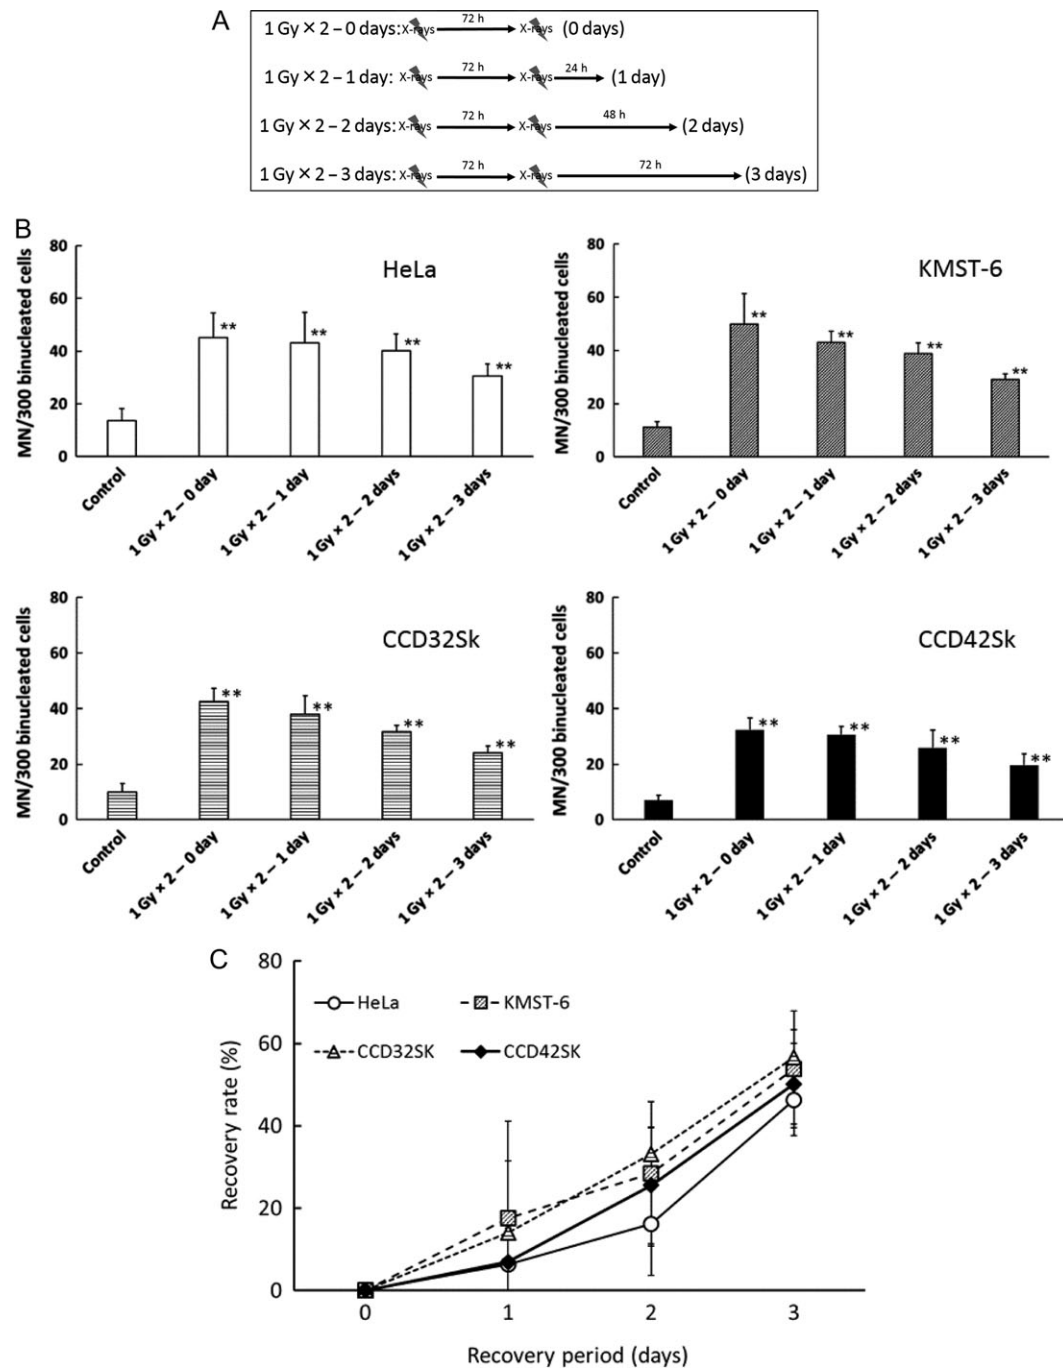 A
1 Gy × 2 – 0 days: X-rays 72 h X-rays (0 days)
1 Gy × 2 – 1 day: X-rays 72 h X-rays 24 h (1 day)
1 Gy × 2 – 2 days: X-rays 72 h X-rays 48 h (2 days)
1 Gy × 2 – 3 days: X-rays 72 h X-rays 72 h (3 days)
B
MN/300 binucleated cells
80
60
40
20
0
HeLa
**
**
**
**
Control
1 Gy × 2 – 0 day
1 Gy × 2 – 1 day
1 Gy × 2 – 2 days
1 Gy × 2 – 3 days
MN/300 binucleated cells
80
60
40
20
0
KMST-6
**
**
**
**
Control
1 Gy × 2 – 0 day
1 Gy × 2 – 1 day
1 Gy × 2 – 2 days
1 Gy × 2 – 3 days
MN/300 binucleated cells
80
60
40
20
0
CCD32Sk
**
**
**
**
Control
1 Gy × 2 – 0 day
1 Gy × 2 – 1 day
1 Gy × 2 – 2 days
1 Gy × 2 – 3 days
MN/300 binucleated cells
80
60
40
20
0
CCD42Sk
**
**
**
**
Control
1 Gy × 2 – 0 day
1 Gy × 2 – 1 day
1 Gy × 2 – 2 days
1 Gy × 2 – 3 days
C
Recovery rate (%)
80
60
40
20
0
HeLa KMST-6
CCD32SK CCD42SK
0 1 2 3
Recovery period (days)